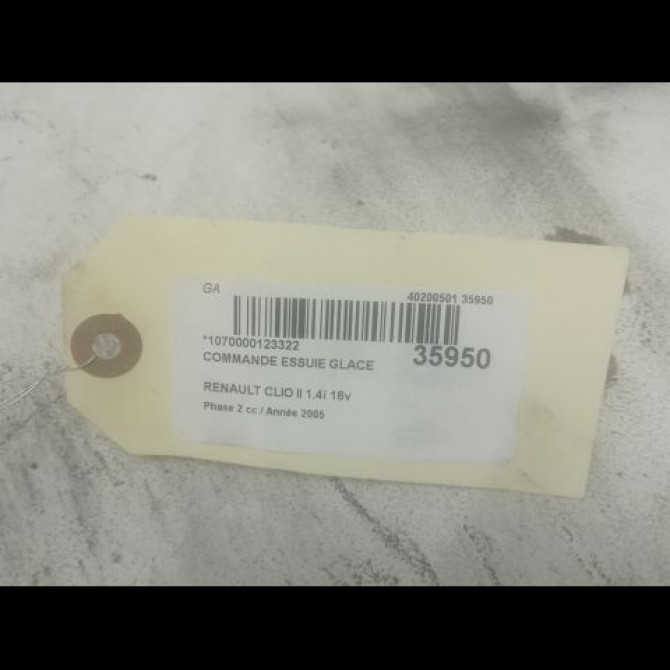 GA 40200501 35950
*1070000123322
COMMANDE ESSUIE GLACE 35950
RENAULT CLIO II 1.4i 16v
Phase 2 cc / Année 2005